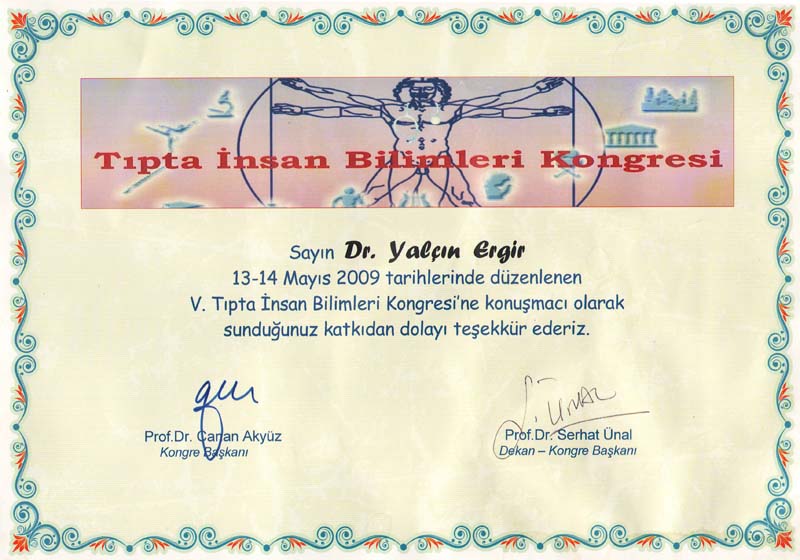 Tıpta İnsan Bilimleri Kongresi
Sayın Dr. Yalçın Ergir
13-14 Mayıs 2009 tarihlerinde düzenlenen
V. Tıpta İnsan Bilimleri Kongresi'ne konuşmacı olarak
sunduğunuz katkıdan dolayı teşekkür ederiz.
S. ÜNAL
Prof.Dr. Canan Akyüz
Prof.Dr. Serhat Ünal
Kongre Başkanı
Dekan – Kongre Başkanı